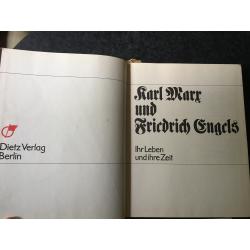 Dietz Verlag
Berlin
Karl Marx
und
Friedrich Engels
Ihr Leben
und ihre Zeit